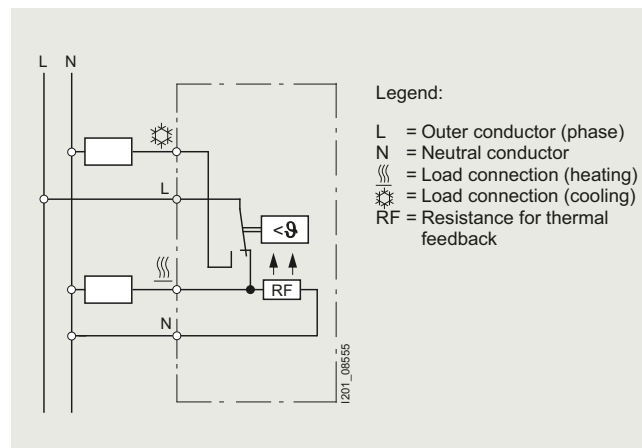 L N
L
<ϑ
RF
N
I201_08555
Legend:
L = Outer conductor (phase)
N = Neutral conductor
= Load connection (heating)
= Load connection (cooling)
RF = Resistance for thermal
feedback